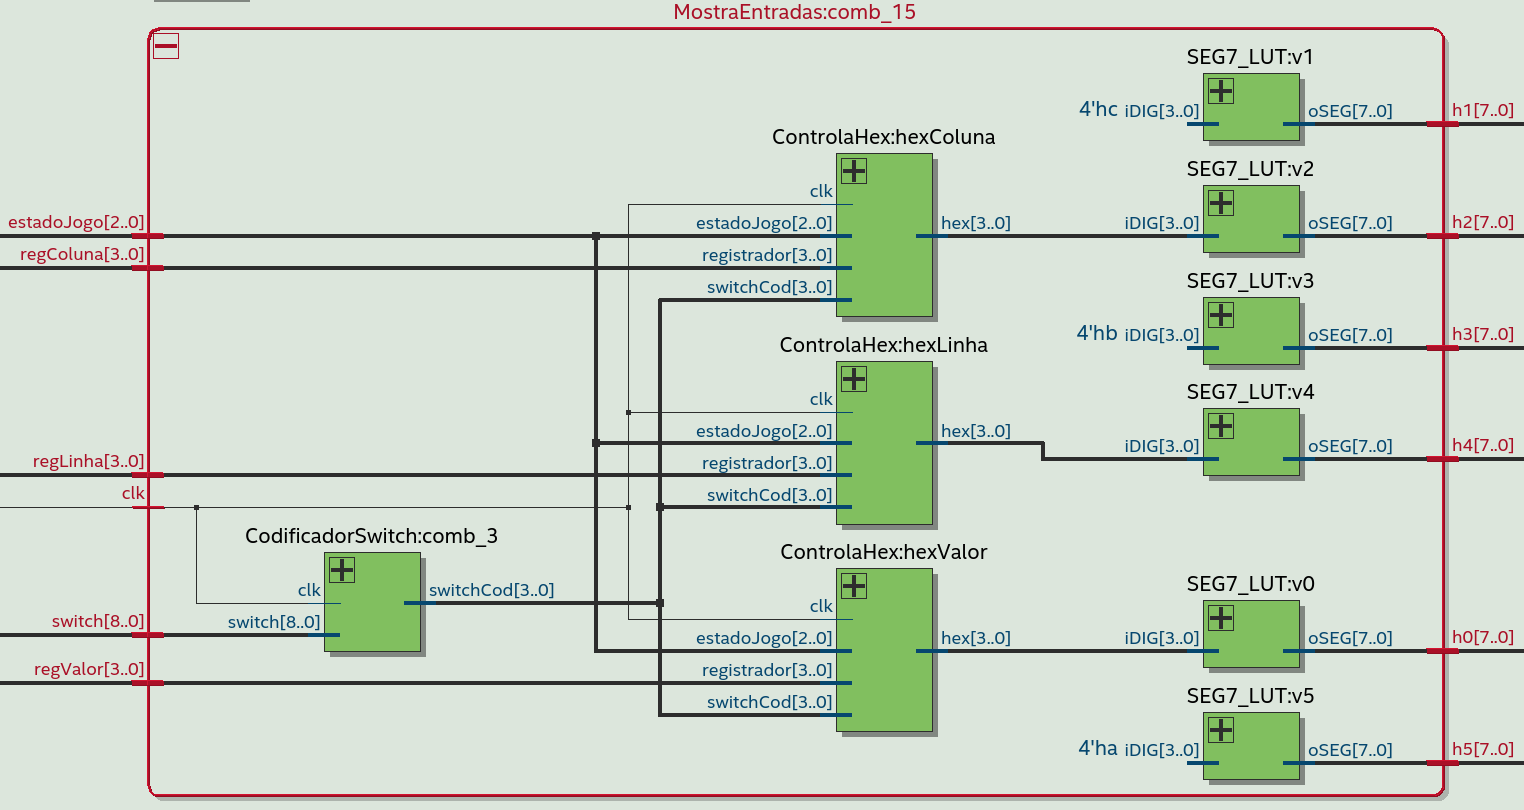 MostraEntradas:comb_15
SEG7_LUT:v1
4'hc iDIG[3..0] oSEG[7..0] h1[7..0]
ControlaHex:hexColuna
SEG7_LUT:v2
clk
estadoJogo[2..0] estadoJogo[2..0] hex[3..0] iDIG[3..0] oSEG[7..0] h2[7..0]
regColuna[3..0] registrador[3..0]
switchCod[3..0]
SEG7_LUT:v3
4'hb iDIG[3..0] oSEG[7..0] h3[7..0]
ControlaHex:hexLinha
SEG7_LUT:v4
clk
estadoJogo[2..0] hex[3..0] iDIG[3..0] oSEG[7..0] h4[7..0]
regLinha[3..0] registrador[3..0]
clk switchCod[3..0]
CodificadorSwitch:comb_3
ControlaHex:hexValor
SEG7_LUT:v0
clk switchCod[3..0] clk
switch[8..0] switch[8..0]
estadoJogo[2..0] hex[3..0] iDIG[3..0] oSEG[7..0] h0[7..0]
regValor[3..0] registrador[3..0]
switchCod[3..0]
SEG7_LUT:v5
4'ha iDIG[3..0] oSEG[7..0] h5[7..0]